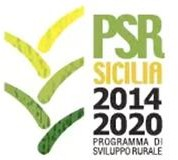 PSR
SICILIA
2014
2020
PROGRAMMA DI
SVILUPPO RURALE